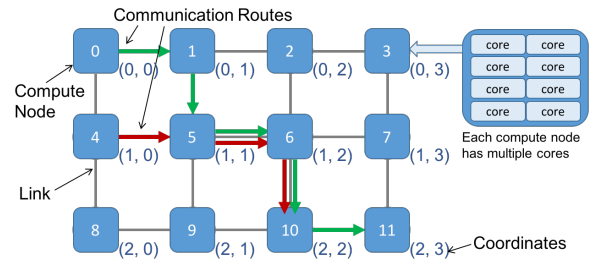 Communication Routes
0
1
2
3
core
core
core
core
core
core
core
core
(0, 0)
(0, 1)
(0, 2)
(0, 3)
Compute
Node
4
5
6
7
Each compute node
has multiple cores
(1, 0)
(1, 1)
(1, 2)
(1, 3)
Link
8
9
10
11
(2, 0)
(2, 1)
(2, 2)
(2, 3)
Coordinates